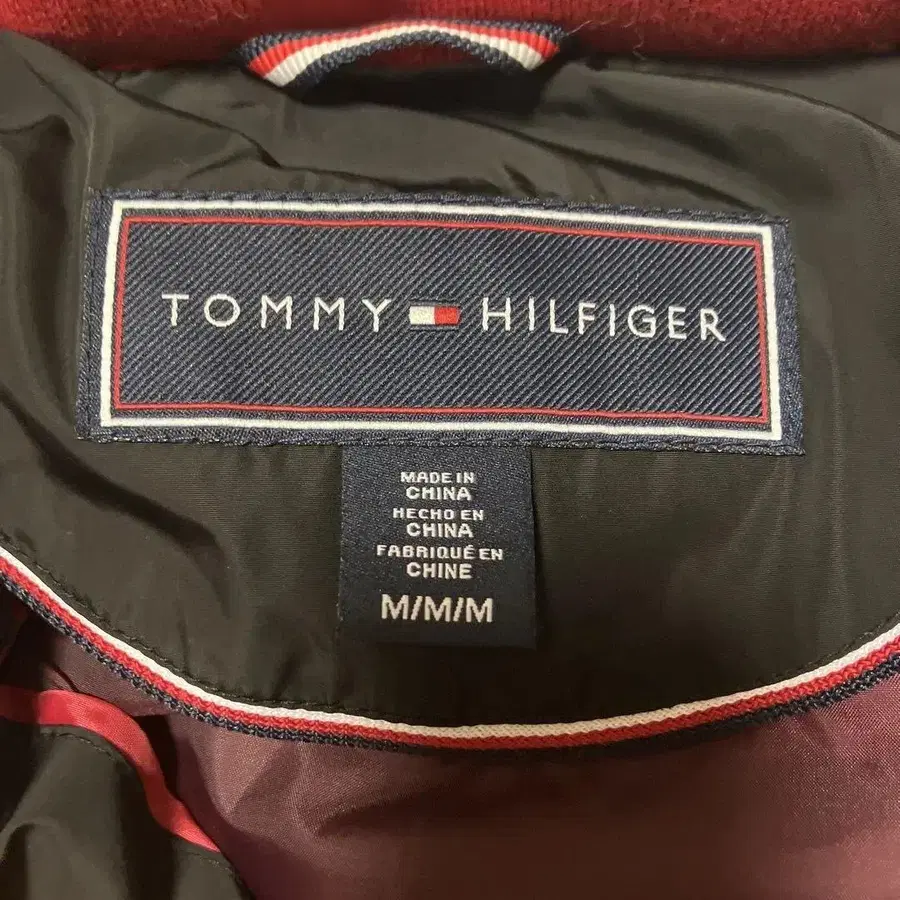 TOMMY HILFIGER
MADE IN
CHINA
HECHO EN
CHINA
FABRIQUÉ EN
CHINE
M/M/M